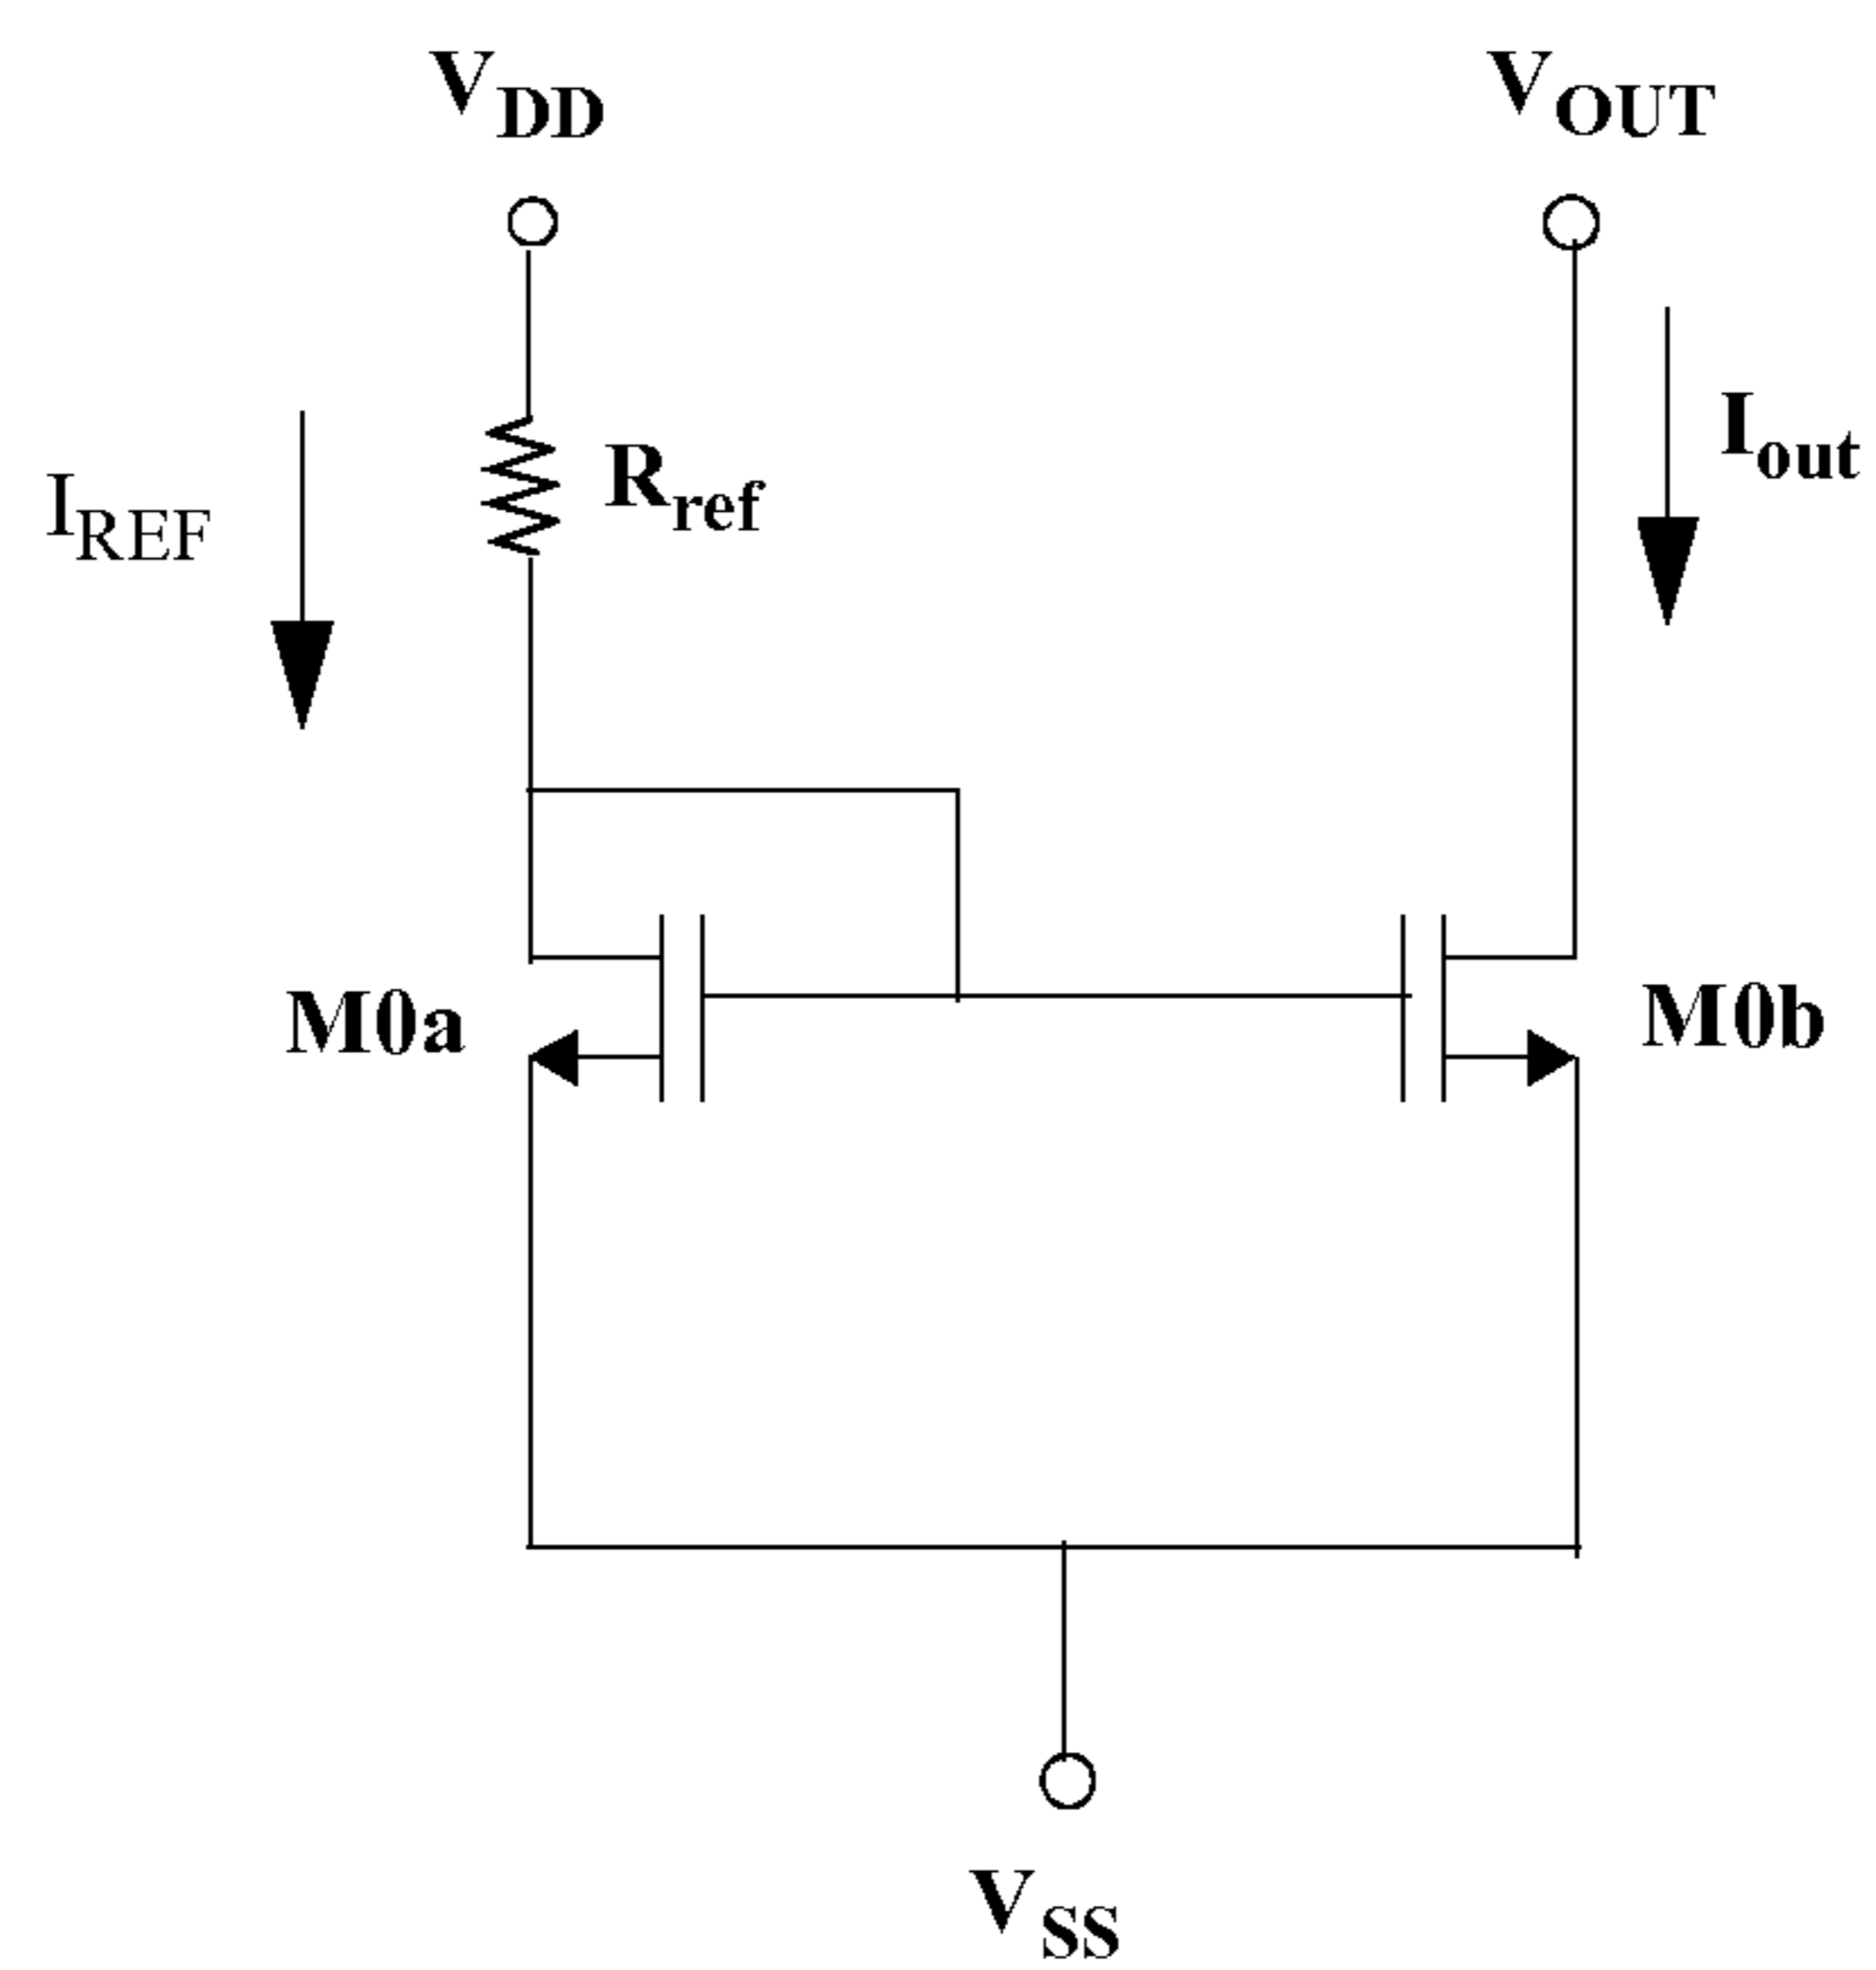 VDD
VOUT
IREF
Rref
Iout
M0a
M0b
VSS